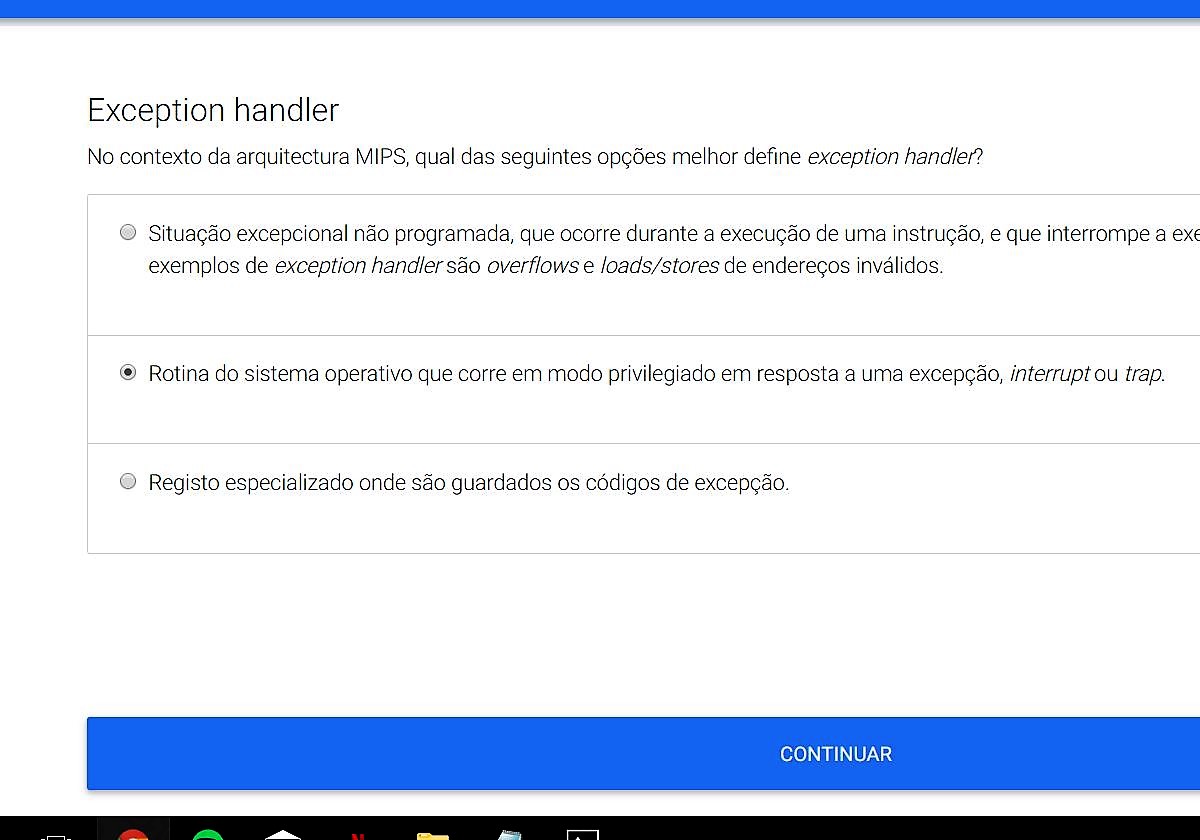 Exception handler
No contexto da arquitectura MIPS, qual das seguintes opções melhor define exception handler?
Situação excepcional não programada, que ocorre durante a execução de uma instrução, e que interrompe a
exemplos de exception handler são overflows e loads/stores de endereços inválidos.
Rotina do sistema operativo que corre em modo privilegiado em resposta a uma excepção, interrupt ou trap.
Registo especializado onde são guardados os códigos de excepção.
CONTINUAR